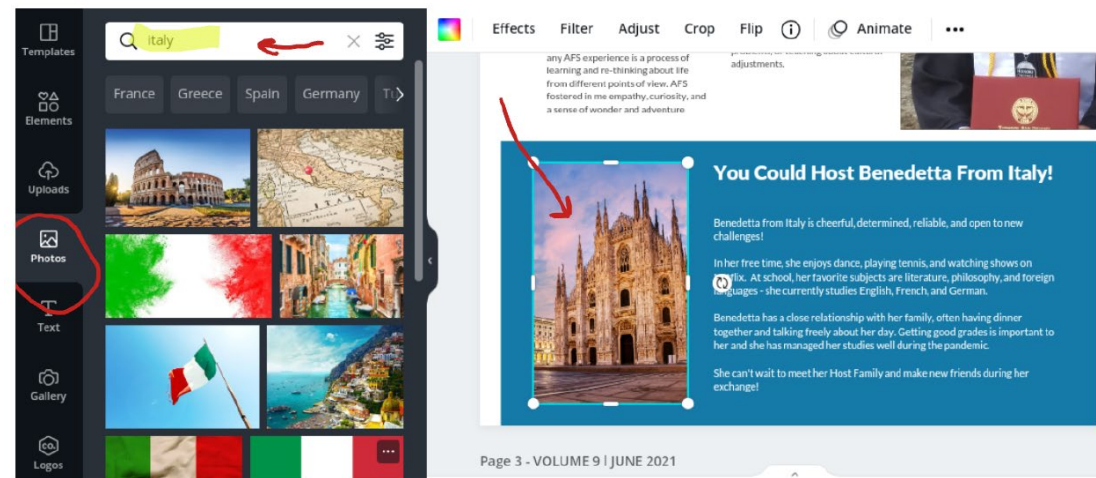 Templates
Elements
Uploads
Photos
Text
Gallery
co.
Logos
italy
France Greece Spain Germany
Effects Filter Adjust Crop Flip Animate
any AFS experience is a process of
learning and re-thinking about life
from different points of view. AFS
fostered in me empathy, curiosity, and
a sense of wonder and adventure
adjustments.
You Could Host Benedetta From Italy!
Benedetta from Italy is cheerful, determined, reliable, and open to new
challenges!
In her free time, she enjoys dance, playing tennis, and watching shows on
At school, her favorite subjects are literature, philosophy, and foreign
- she currently studies English, French, and German.
Benedetta has a close relationship with her family, often having dinner
together and talking freely about her day. Getting good grades is important to
her and she has managed her studies well during the pandemic.
She can't wait to meet her Host Family and make new friends during her
exchange!
Page 3 - VOLUME 9 | JUNE 2021